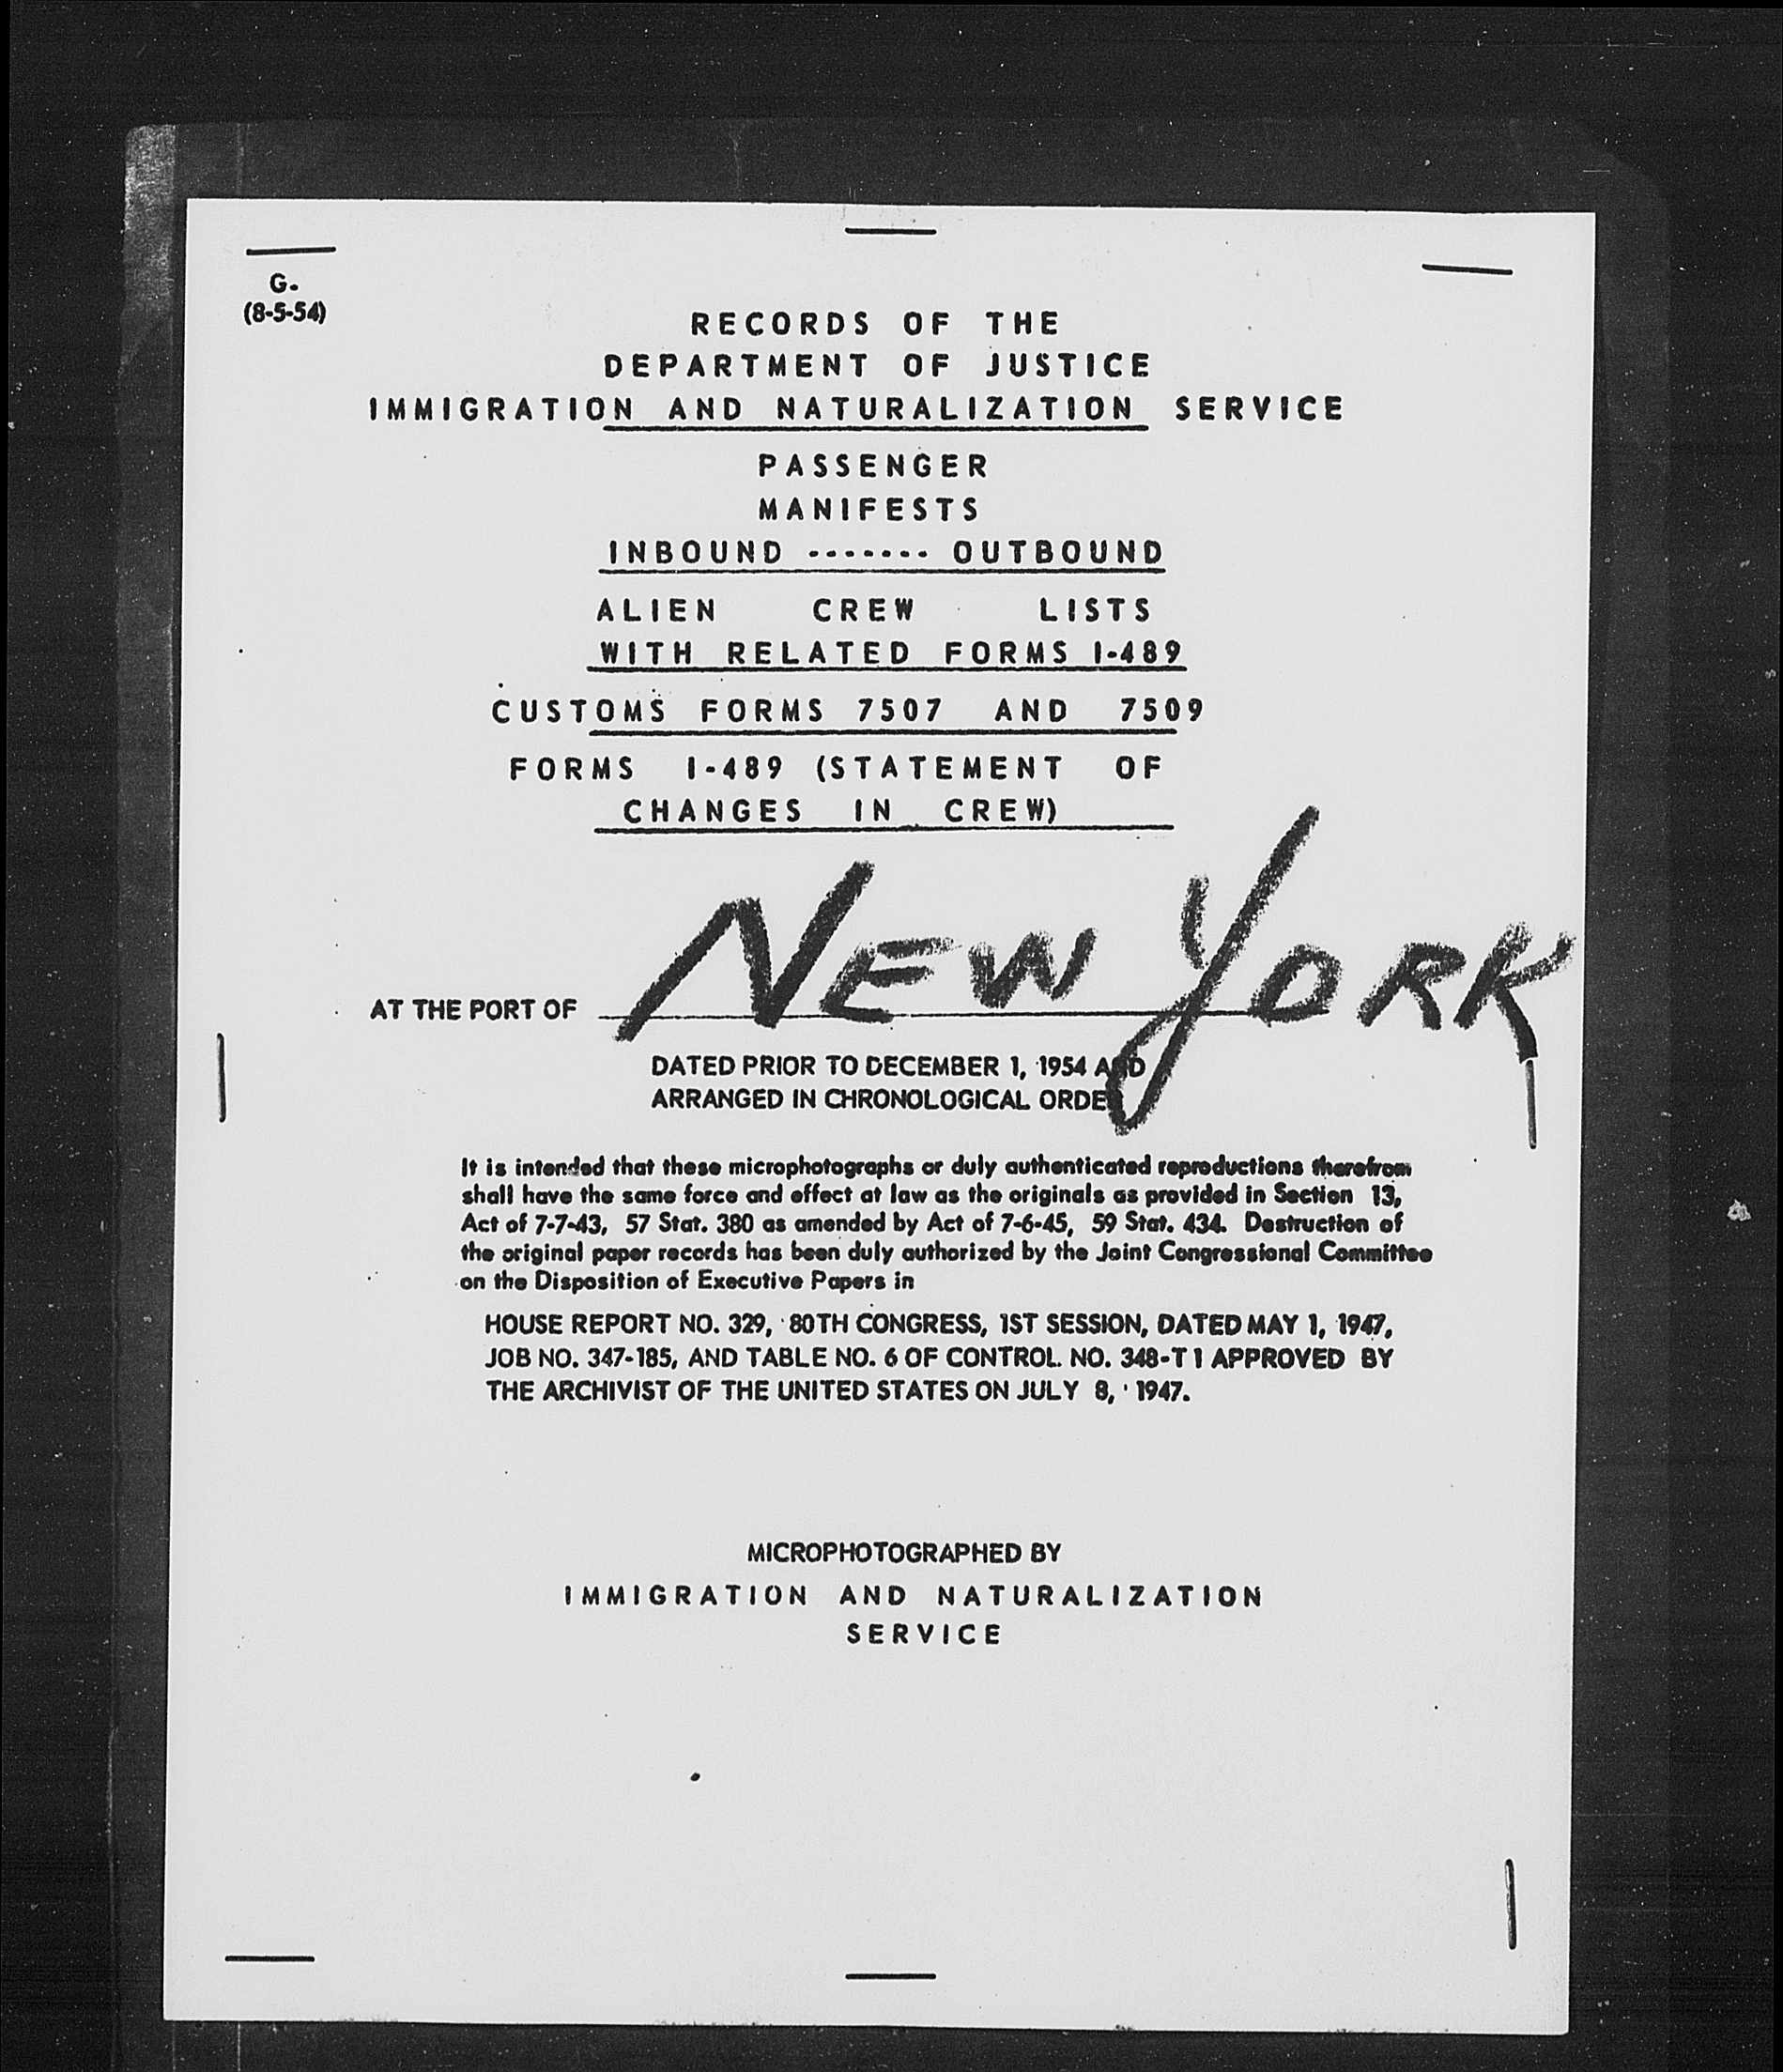 G.
(8-5-54)
RECORDS OF THE
DEPARTMENT OF JUSTICE
IMMIGRATION AND NATURALIZATION SERVICE
PASSENGER
MANIFESTS
INBOUND ------- OUTBOUND
ALIEN CREW LISTS
WITH RELATED FORMS I-489
CUSTOMS FORMS 7507 AND 7509
FORMS I-489 (STATEMENT OF
CHANGES IN CREW)
AT THE PORT OF NEW YORK
DATED PRIOR TO DECEMBER 1, 1954 AND
ARRANGED IN CHRONOLOGICAL ORDER
It is intended that these microphotographs or duly authenticated reproductions therefrom
shall have the same force and effect at law as the originals as provided in Section 13,
Act of 7-7-43, 57 Stat. 380 as amended by Act of 7-6-45, 59 Stat. 434. Destruction of
the original paper records has been duly authorized by the Joint Congressional Committee
on the Disposition of Executive Papers in
HOUSE REPORT NO. 329, 80TH CONGRESS, 1ST SESSION, DATED MAY 1, 1947,
JOB NO. 347-185, AND TABLE NO. 6 OF CONTROL NO. 348-T1 APPROVED BY
THE ARCHIVIST OF THE UNITED STATES ON JULY 8, 1947.
MICROPHOTOGRAPHED BY
IMMIGRATION AND NATURALIZATION
SERVICE